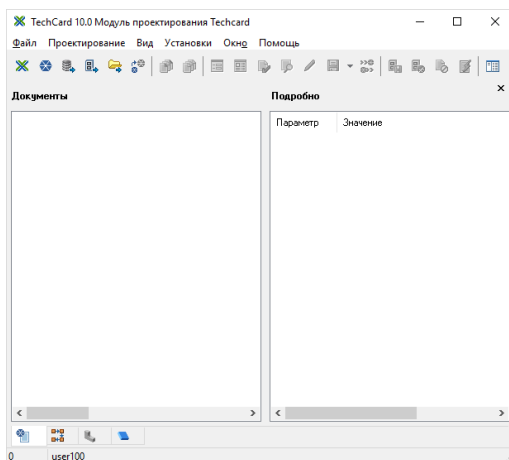 TechCard 10.0 Модуль проектирования Techcard
Файл Проектирование Вид Установки Окно Помощь
Документы
Подробно
Параметр Значение
0 user100